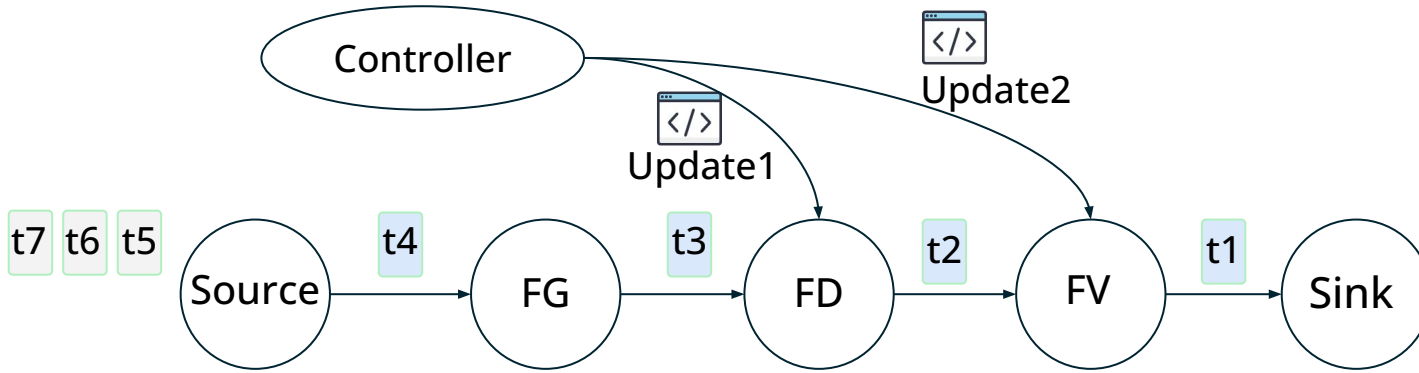 Controller
</>
Update2
</>
Update1
t7 t6 t5 t4 t3 t2 t1
Source FG FD FV Sink